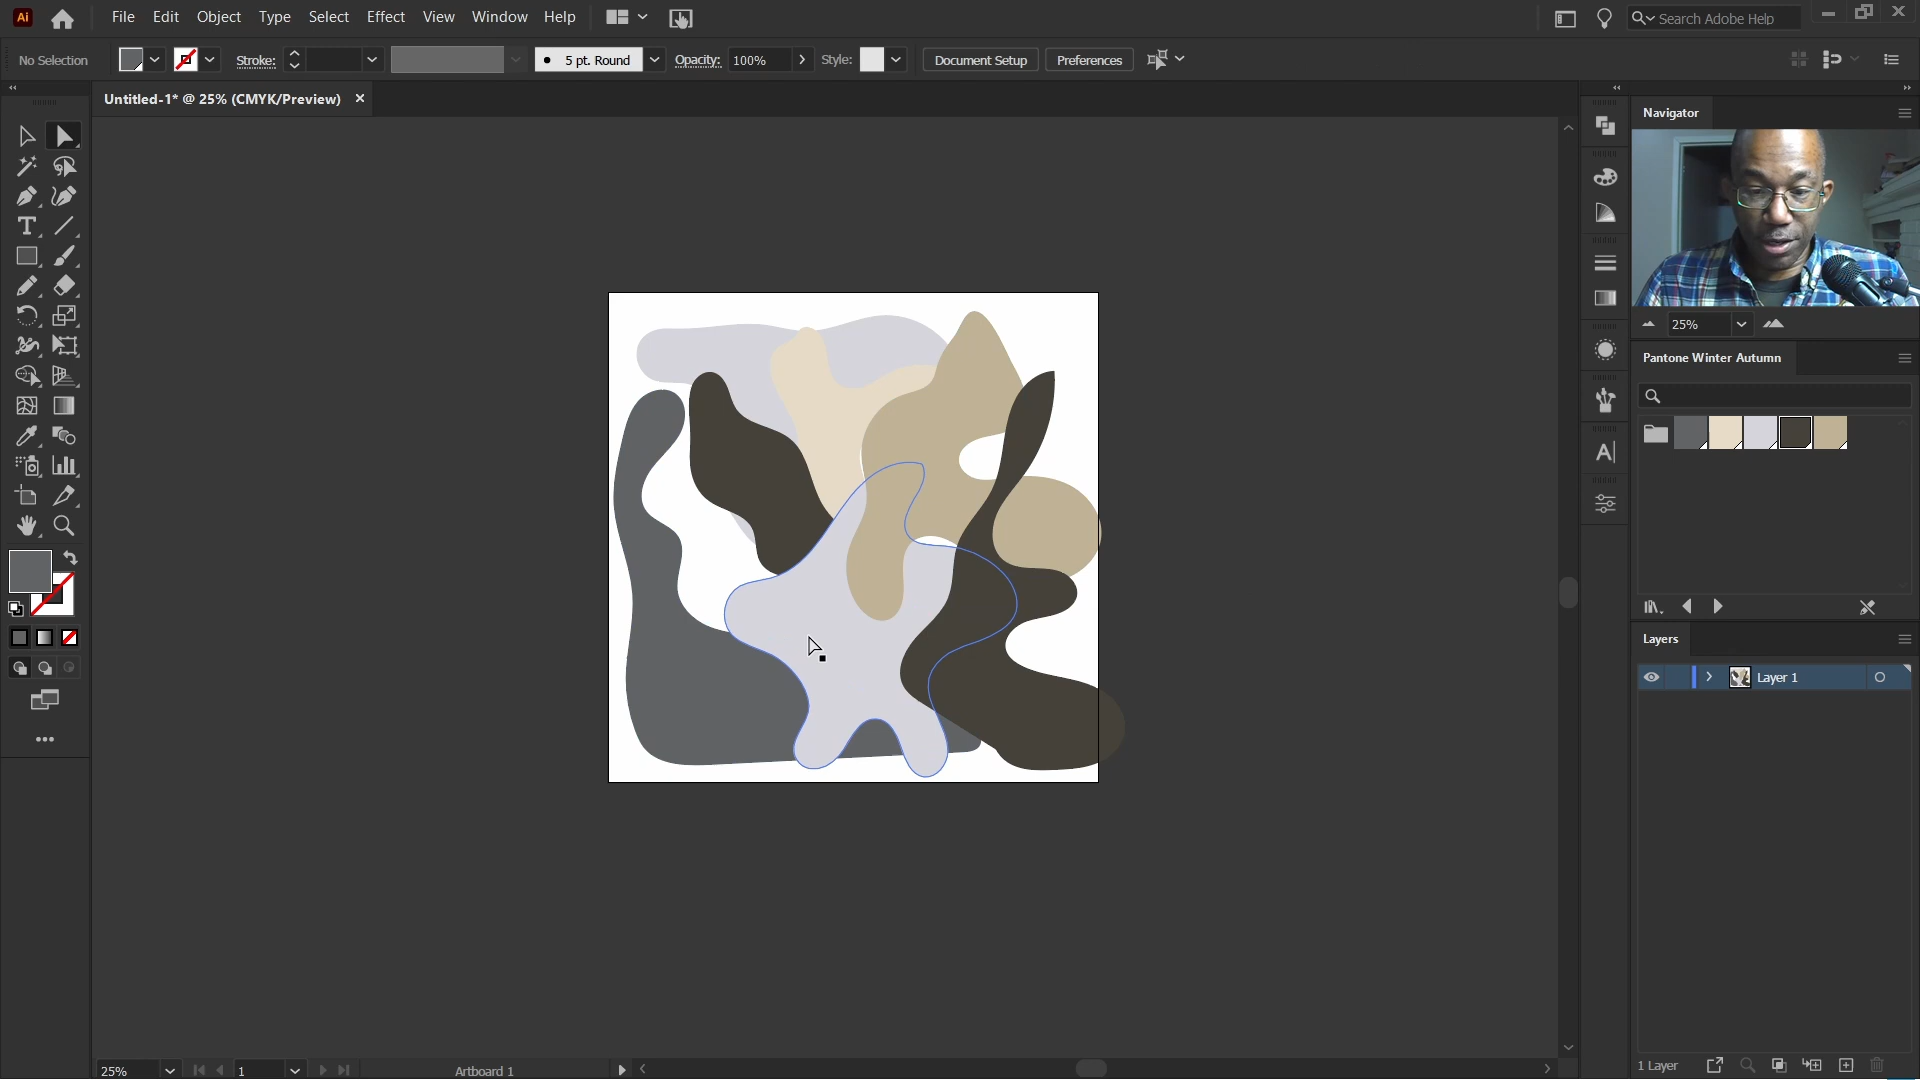 Ai File Edit Object Type Select Effect View Window Help Search Adobe Help
No Selection Stroke: 5 pt. Round Opacity: 100% Style: Document Setup Preferences
Untitled-1* @ 25% (CMYK/Preview)
Navigator
25%
Pantone Winter Autumn
Layers
Layer 1
1 Layer
25% 1 Artboard 1